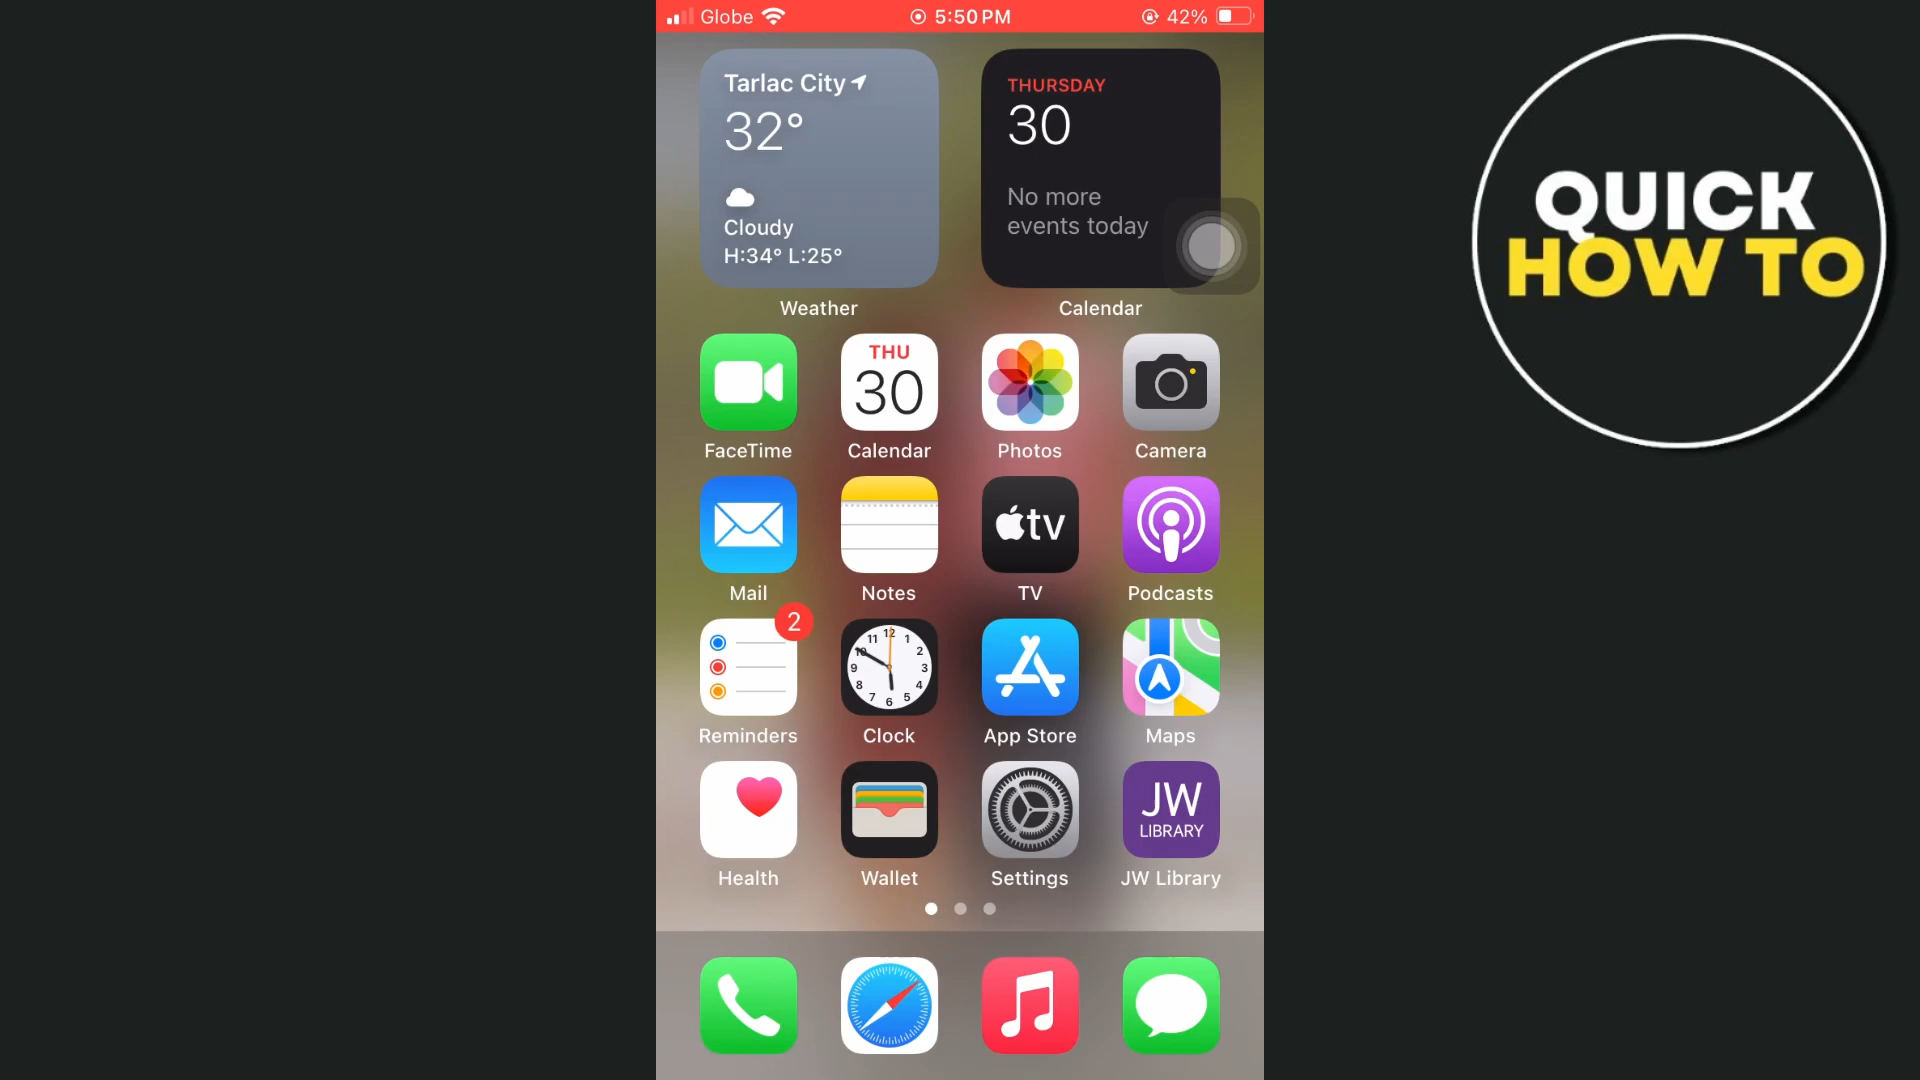 Globe 5:50 PM 42%
Tarlac City
32°
Cloudy
H:34° L:25°
Weather
THURSDAY
30
No more
events today
Calendar
QUICK
HOW TO
THU
30
FaceTime Calendar Photos Camera
tv
Mail Notes TV Podcasts
2
12 1 2 3 4 5 6 7 8 9 10 11
Reminders Clock App Store Maps
JW
LIBRARY
Health Wallet Settings JW Library